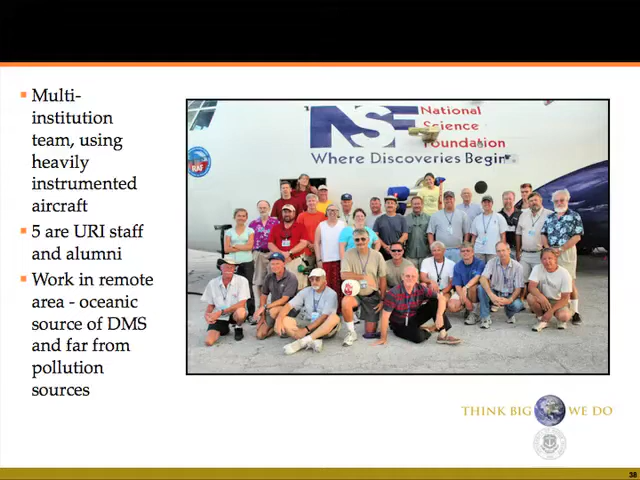 ▪ Multi-
institution
team, using
heavily
instrumented
aircraft
▪ 5 are URI staff
and alumni
▪ Work in remote
area - oceanic
source of DMS
and far from
pollution
sources
NSF
National
Science
Foundation
Where Discoveries Begin
RAF
THINK BIG WE DO
38